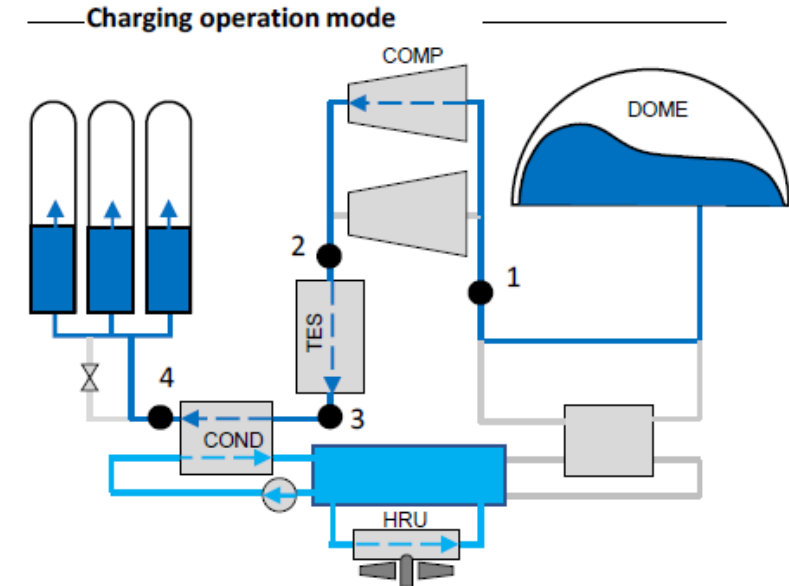 Charging operation mode
COMP
DOME
2
1
TES
4
3
COND
HRU